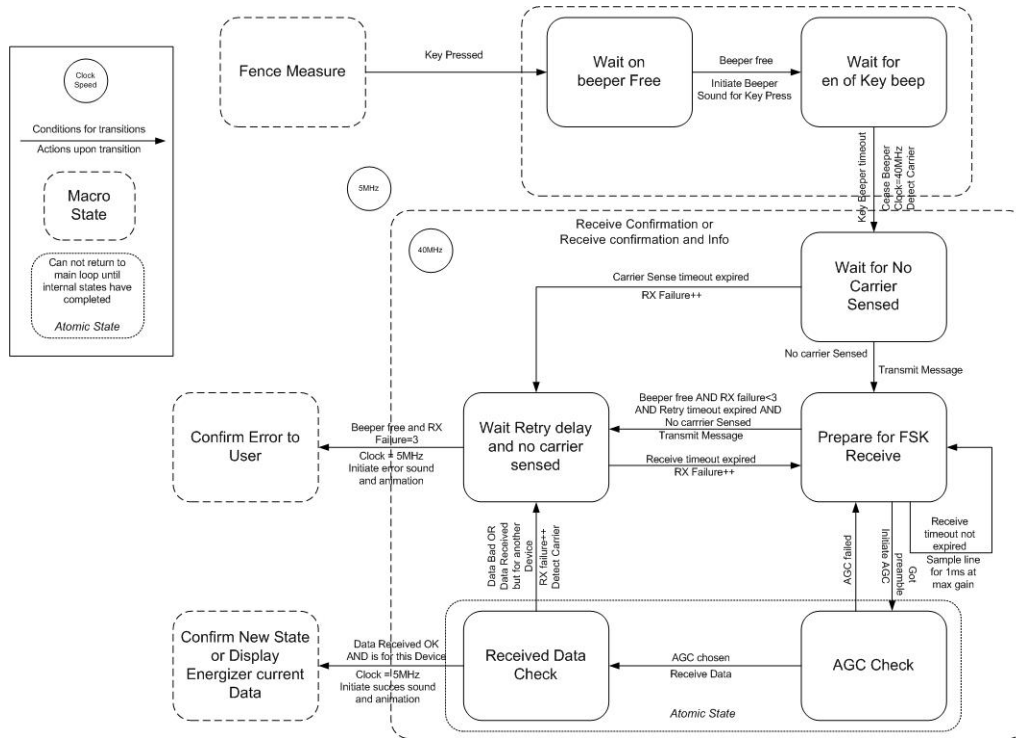 Clock
Speed
Conditions for transitions
Actions upon transition
Macro
State
Can not return to
main loop until
internal states have
completed
Atomic State
Fence Measure
Key Pressed
Wait on
beeper Free
Beeper free
Initiate Beeper
Sound for Key Press
Wait for
en of Key beep
Key Beeper timeout
Cease Beeper
Clock=40MHz
Detect Carrier
5MHz
40MHz
Receive Confirmation or
Receive confirmation and Info
Wait for No
Carrier
Sensed
Carrier Sense timeout expired
RX Failure++
No carrier Sensed
Transmit Message
Confirm Error to
User
Beeper free and RX
Failure=3
Clock = 5MHz
Initiate error sound
and animation
Wait Retry delay
and no carrier
sensed
Beeper free AND RX failure<3
AND Retry timeout expired AND
No carrier Sensed
Transmit Message
Receive timeout expired
RX Failure++
Prepare for FSK
Receive
Receive
timeout not
expired
Sample line
for 1ms at
max gain
Data Bad OR
Data Received
but for another
Device
RX failure++
Detect Carrier
AGC failed
Initiate AGC
Got
preamble
Confirm New State
or Display
Energizer current
Data
Data Received OK
AND is for this Device
Clock = 5MHz
Initiate succes sound
and animation
Received Data
Check
AGC chosen
Receive Data
AGC Check
Atomic State